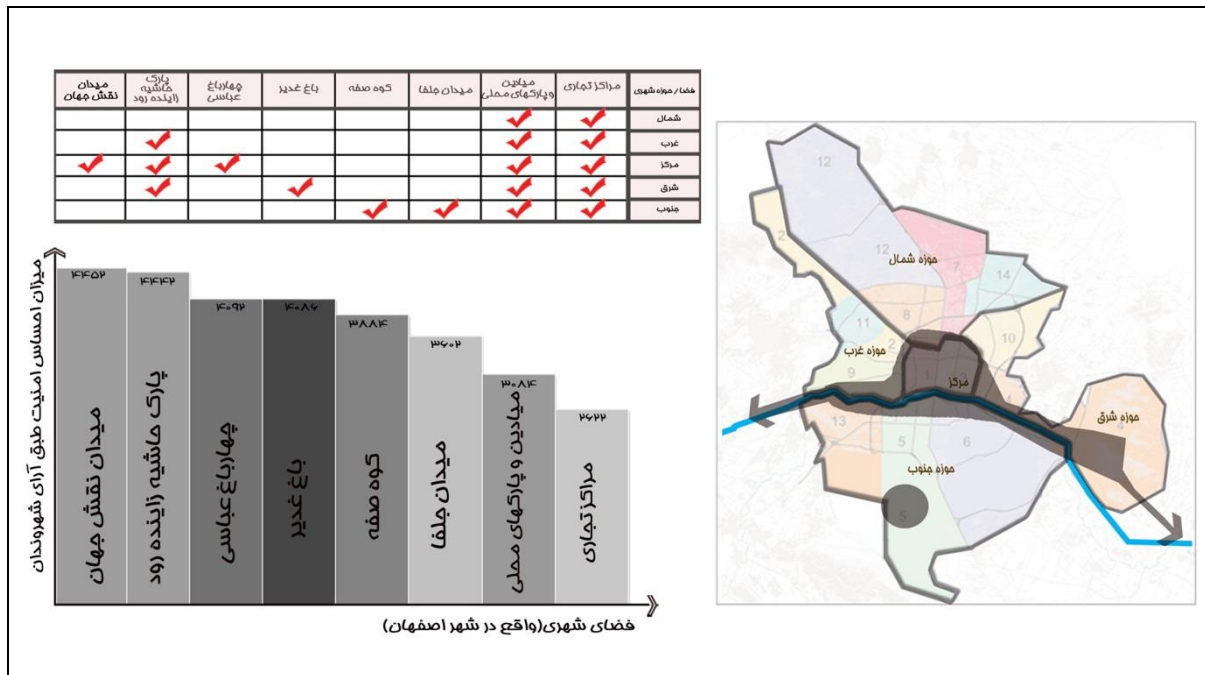 فضا / حوزه شهری مراکز تجاری میادین وپارکهای محلی میدان جلفا کوه صفه باغ غدیر چهارباغ عباسی پارک حاشیه زاینده رود میدان نقش جهان
شمال
غرب
مرکز
شرق
جنوب
میزان احساس امنیت طبق آرای شهروندان
۴۴۵۲ ۴۴۴۲ ۴۰۹۲ ۴۰۸۶ ۳۸۸۴ ۳۶۰۲ ۳۰۸۴ ۲۶۲۲
میدان نقش جهان
پارک حاشیه زاینده رود
چهارباغ عباسی
باغ غدیر
کوه صفه
میدان جلفا
میادین و پارکهای محلی
مراکز تجاری
فضای شهری(واقع در شهر اصفهان)
12
2
12
حوزه شمال
7
14
8
11
10
2
حوزه غرب
9
1
3
مرکز
4
حوزه شرق
13
5
6
حوزه جنوب
5